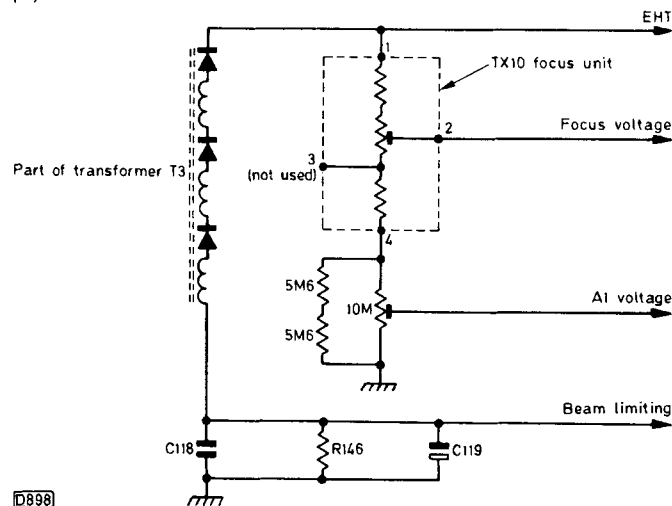 EHT
1
TX10 focus unit
2
Focus voltage
3
(not used)
Part of transformer T3
4
5M6
10M
A1 voltage
5M6
Beam limiting
C118
R146
C119
D898